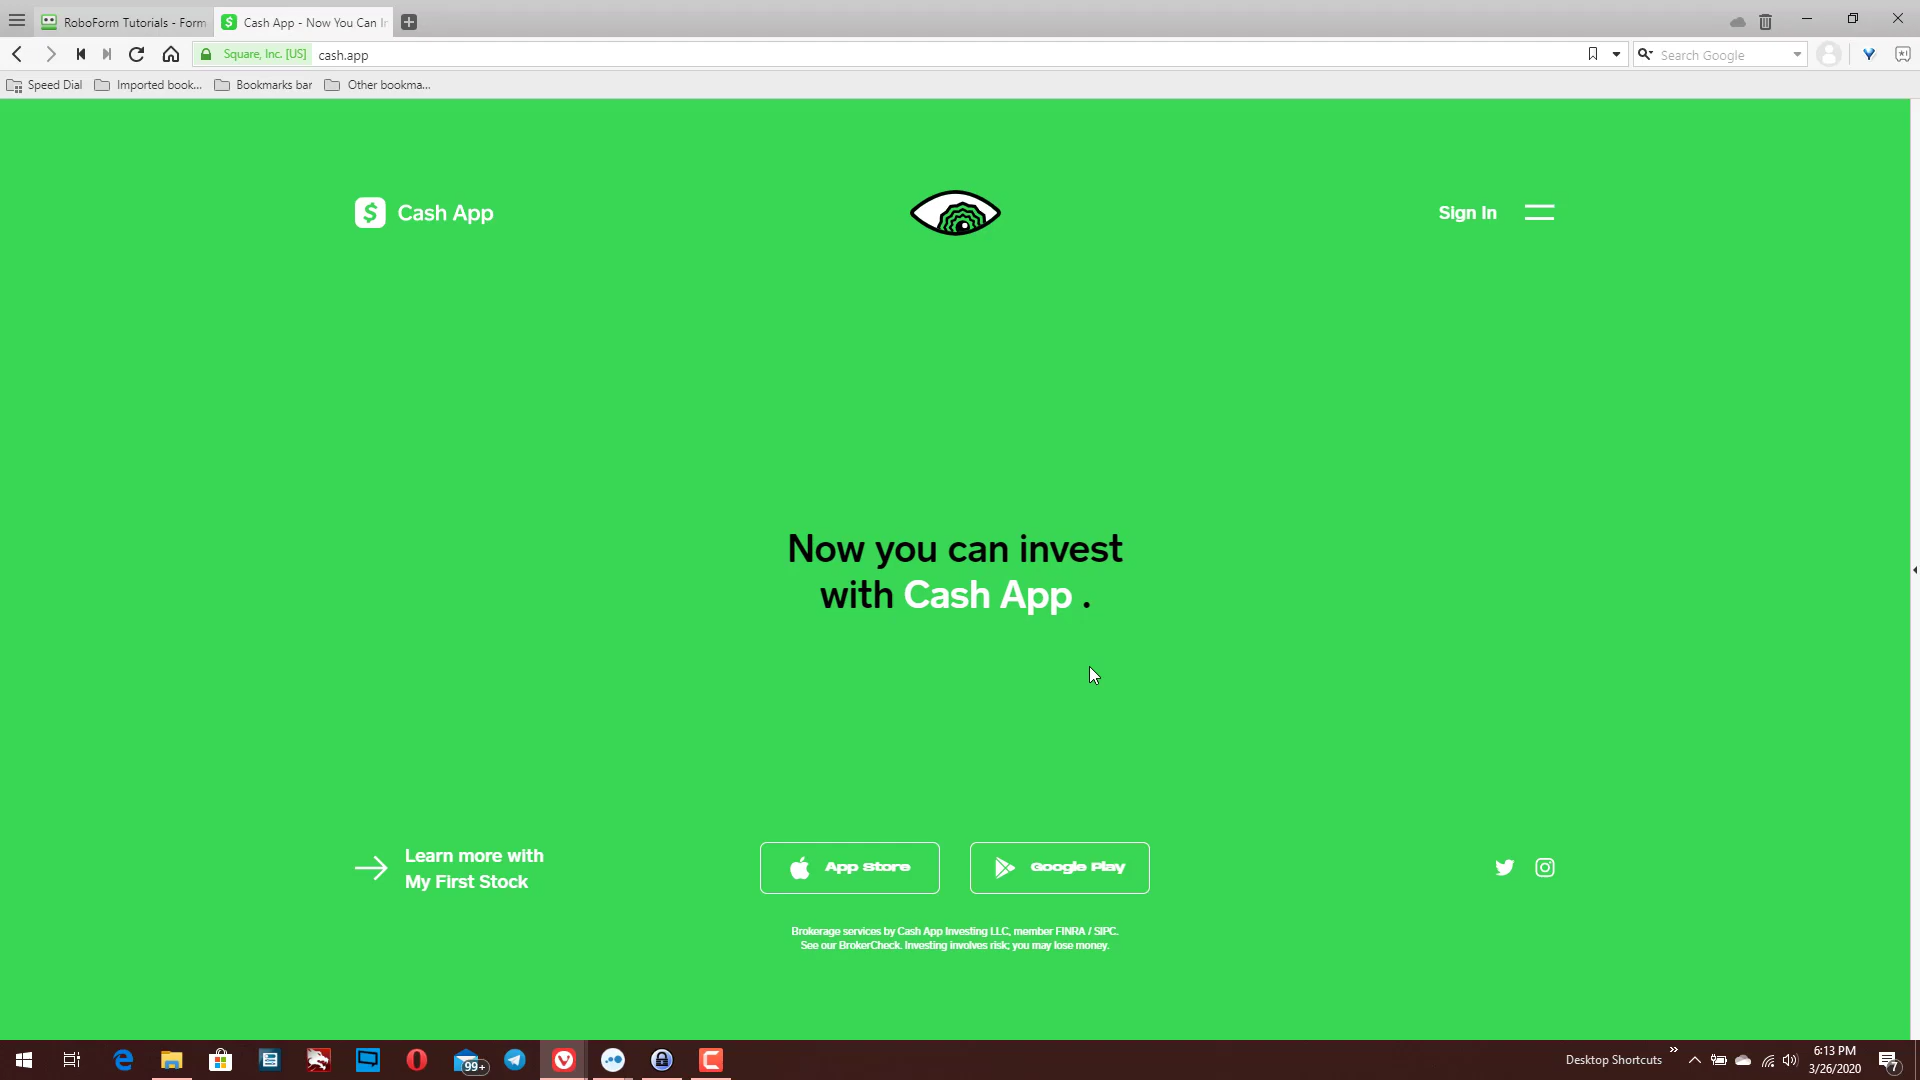 RoboForm Tutorials - Form
Cash App - Now You Can I
Square, Inc. [US]
cash.app
Search Google
Speed Dial
Imported book...
Bookmarks bar
Other bookma...
Cash App
Sign In
Now you can invest
with Cash App .
Learn more with
My First Stock
App Store
Google Play
Brokerage services by Cash App Investing LLC, member FINRA / SIPC.
See our BrokerCheck. Investing involves risk; you may lose money.
99+
Desktop Shortcuts
6:13 PM
3/26/2020
7